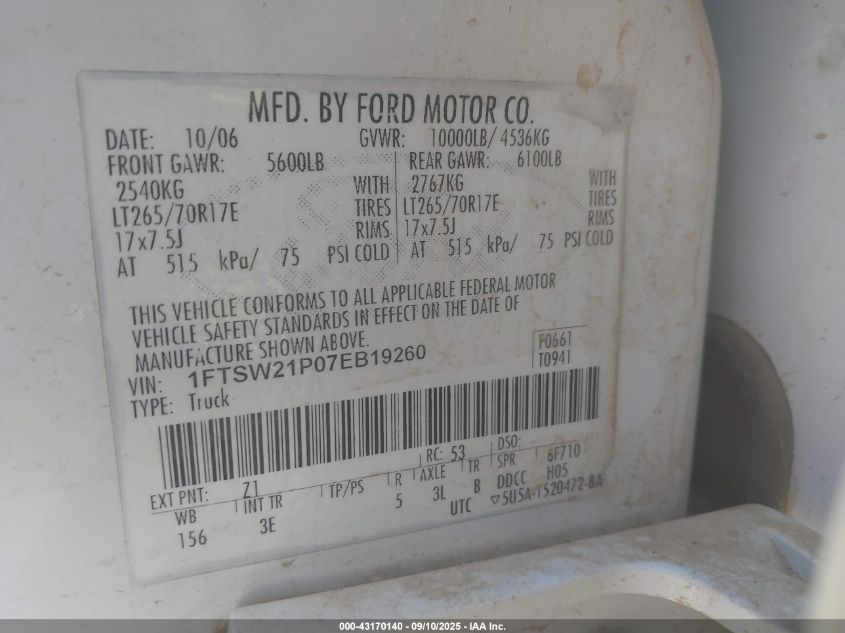 MFD. BY FORD MOTOR CO.
DATE: 10/06 GVWR: 10000LB/ 4536KG
FRONT GAWR: 5600LB REAR GAWR: 6100LB
2540KG WITH 2767KG WITH
LT265/70R17E TIRES LT265/70R17E TIRES
17x7.5J RIMS 17x7.5J RIMS
AT 515 kPa/ 75 PSI COLD AT 515 kPa/ 75 PSI COLD
THIS VEHICLE CONFORMS TO ALL APPLICABLE FEDERAL MOTOR
VEHICLE SAFETY STANDARDS IN EFFECT ON THE DATE OF
MANUFACTURE SHOWN ABOVE.
VIN: 1FTSW21P07EB19260 F0661
TYPE: Truck T0941
RC: 53 DSO:
EXT PNT: Z1 TP/PS R AXLE TR SPR 6F710
WB INT TR 5 3L B DDCC H05
156 3E UTC ▽5U5A-1520472-BA
000-43170140 - 09/10/2025 - IAA Inc.